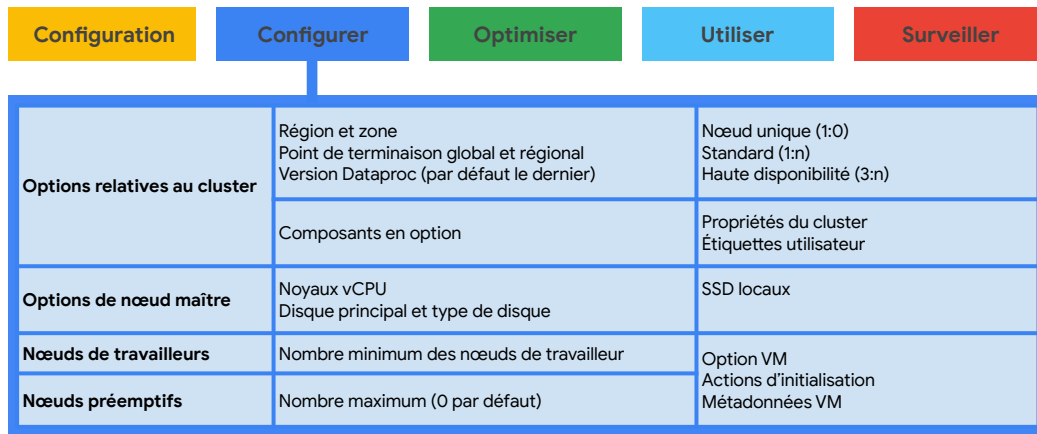 Configuration
Configurer
Optimiser
Utiliser
Surveiller
Options relatives au cluster
Région et zone
Point de terminaison global et régional
Version Dataproc (par défaut le dernier)
Nœud unique (1:0)
Standard (1:n)
Haute disponibilité (3:n)
Composants en option
Propriétés du cluster
Étiquettes utilisateur
Options de nœud maître
Noyaux vCPU
Disque principal et type de disque
SSD locaux
Nœuds de travailleurs
Nombre minimum des nœuds de travailleur
Option VM
Actions d'initialisation
Métadonnées VM
Nœuds préemptifs
Nombre maximum (0 par défaut)